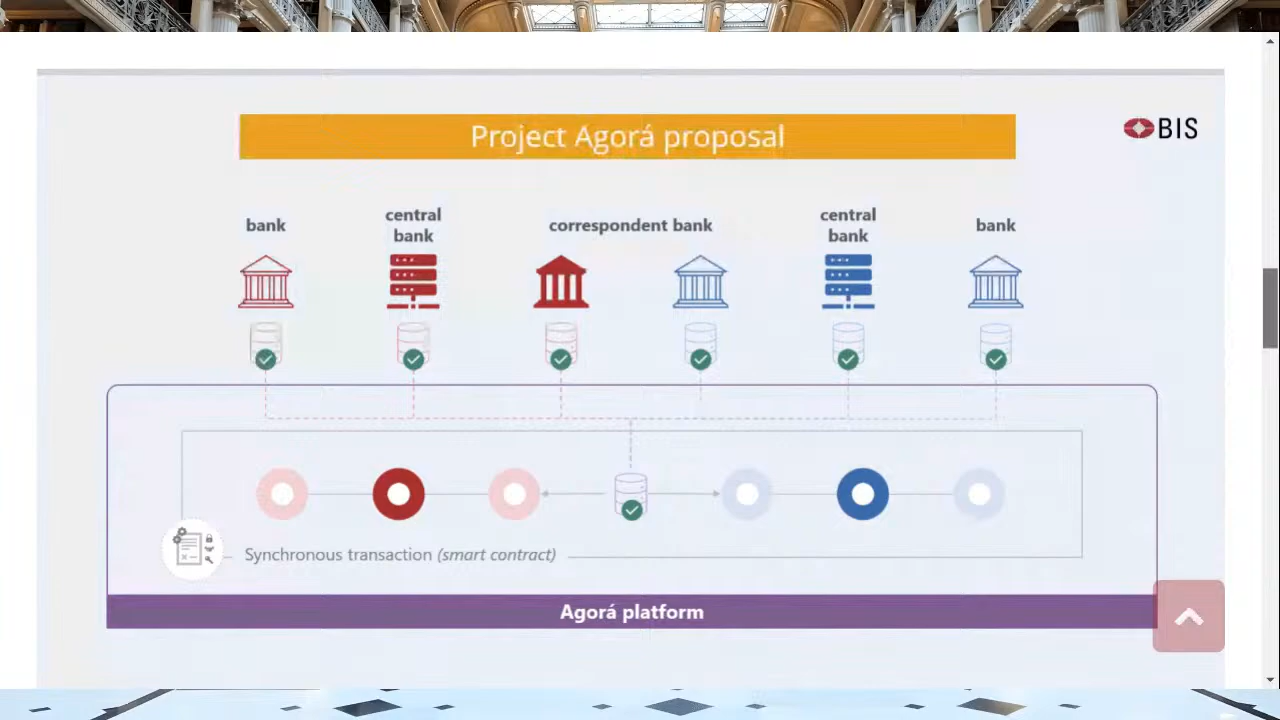 Project Agorá proposal
BIS
bank
central
bank
correspondent bank
central
bank
bank
Synchronous transaction (smart contract)
Agorá platform